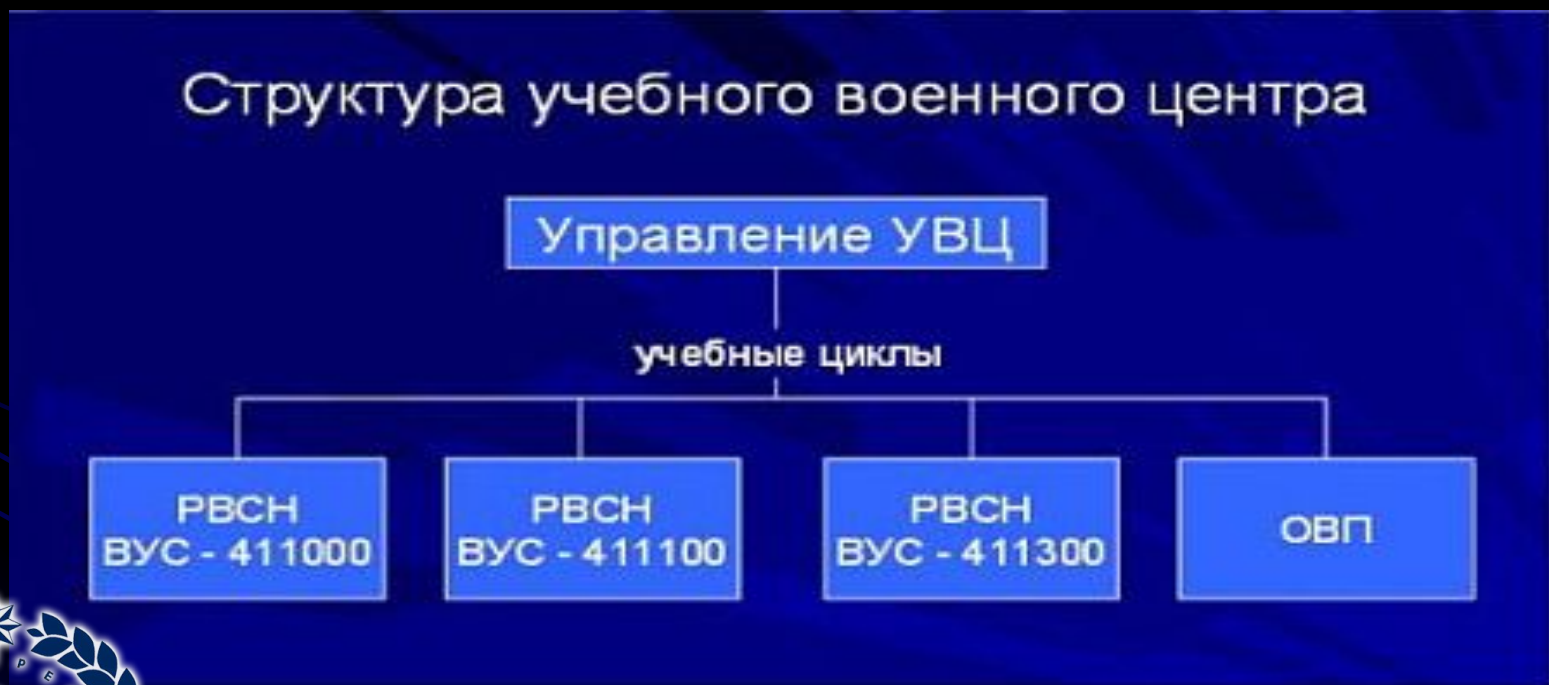 Структура учебного военного центра
Управление УВЦ
учебные циклы
РВСН
ВУС - 411000
РВСН
ВУС - 411100
РВСН
ВУС - 411300
ОВП